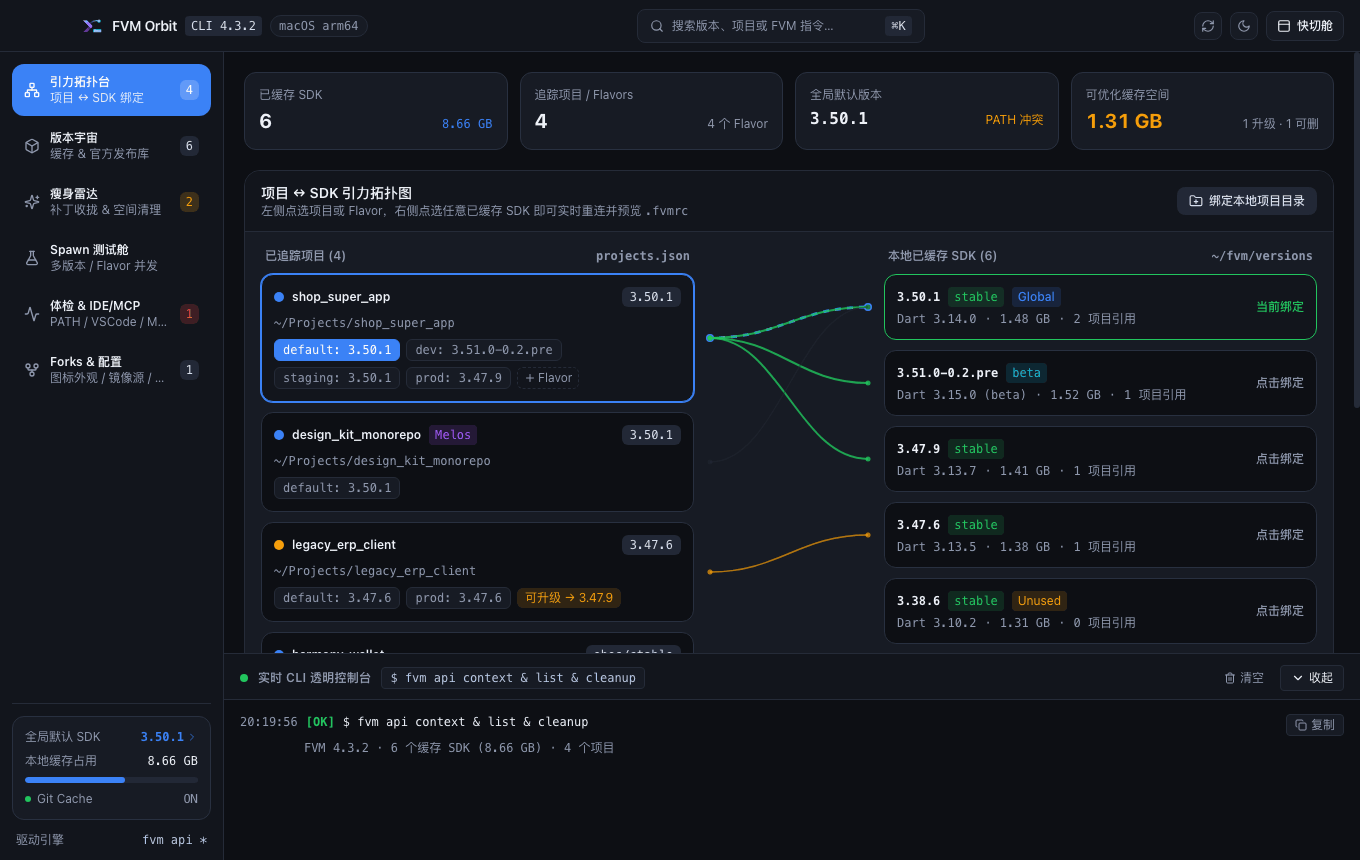 FVM Orbit CLI 4.3.2 macOS arm64
搜索版本、项目或 FVM 指令... ⌘K
快切舱
引力拓扑台
项目 ↔ SDK 绑定
4
版本宇宙
缓存 & 官方发布库
6
瘦身雷达
补丁收拢 & 空间清理
2
Spawn 测试舱
多版本 / Flavor 并发
体检 & IDE/MCP
PATH / VSCode / M...
1
Forks & 配置
图标外观 / 镜像源 / ...
1
全局默认 SDK 3.50.1
本地缓存占用 8.66 GB
Git Cache ON
驱动引擎 fvm api *
已缓存 SDK
6 8.66 GB
追踪项目 / Flavors
4 4 个 Flavor
全局默认版本
3.50.1 PATH 冲突
可优化缓存空间
1.31 GB 1 升级 · 1 可删
项目 ↔ SDK 引力拓扑图
左侧点选项目或 Flavor，右侧点选任意已缓存 SDK 即可实时重连并预览 .fvmrc
绑定本地项目目录
已追踪项目 (4) projects.json
shop_super_app 3.50.1
~/Projects/shop_super_app
default: 3.50.1 dev: 3.51.0-0.2.pre
staging: 3.50.1 prod: 3.47.9 + Flavor
design_kit_monorepo Melos 3.50.1
~/Projects/design_kit_monorepo
default: 3.50.1
legacy_erp_client 3.47.6
~/Projects/legacy_erp_client
default: 3.47.6 prod: 3.47.6 可升级 → 3.47.9
本地已缓存 SDK (6) ~/fvm/versions
3.50.1 stable Global
Dart 3.14.0 · 1.48 GB · 2 项目引用
当前绑定
3.51.0-0.2.pre beta
Dart 3.15.0 (beta) · 1.52 GB · 1 项目引用
点击绑定
3.47.9 stable
Dart 3.13.7 · 1.41 GB · 1 项目引用
点击绑定
3.47.6 stable
Dart 3.13.5 · 1.38 GB · 1 项目引用
点击绑定
3.38.6 stable Unused
Dart 3.10.2 · 1.31 GB · 0 项目引用
点击绑定
实时 CLI 透明控制台 $ fvm api context & list & cleanup
清空 收起
20:19:56 [OK] $ fvm api context & list & cleanup
复制
FVM 4.3.2 · 6 个缓存 SDK (8.66 GB) · 4 个项目